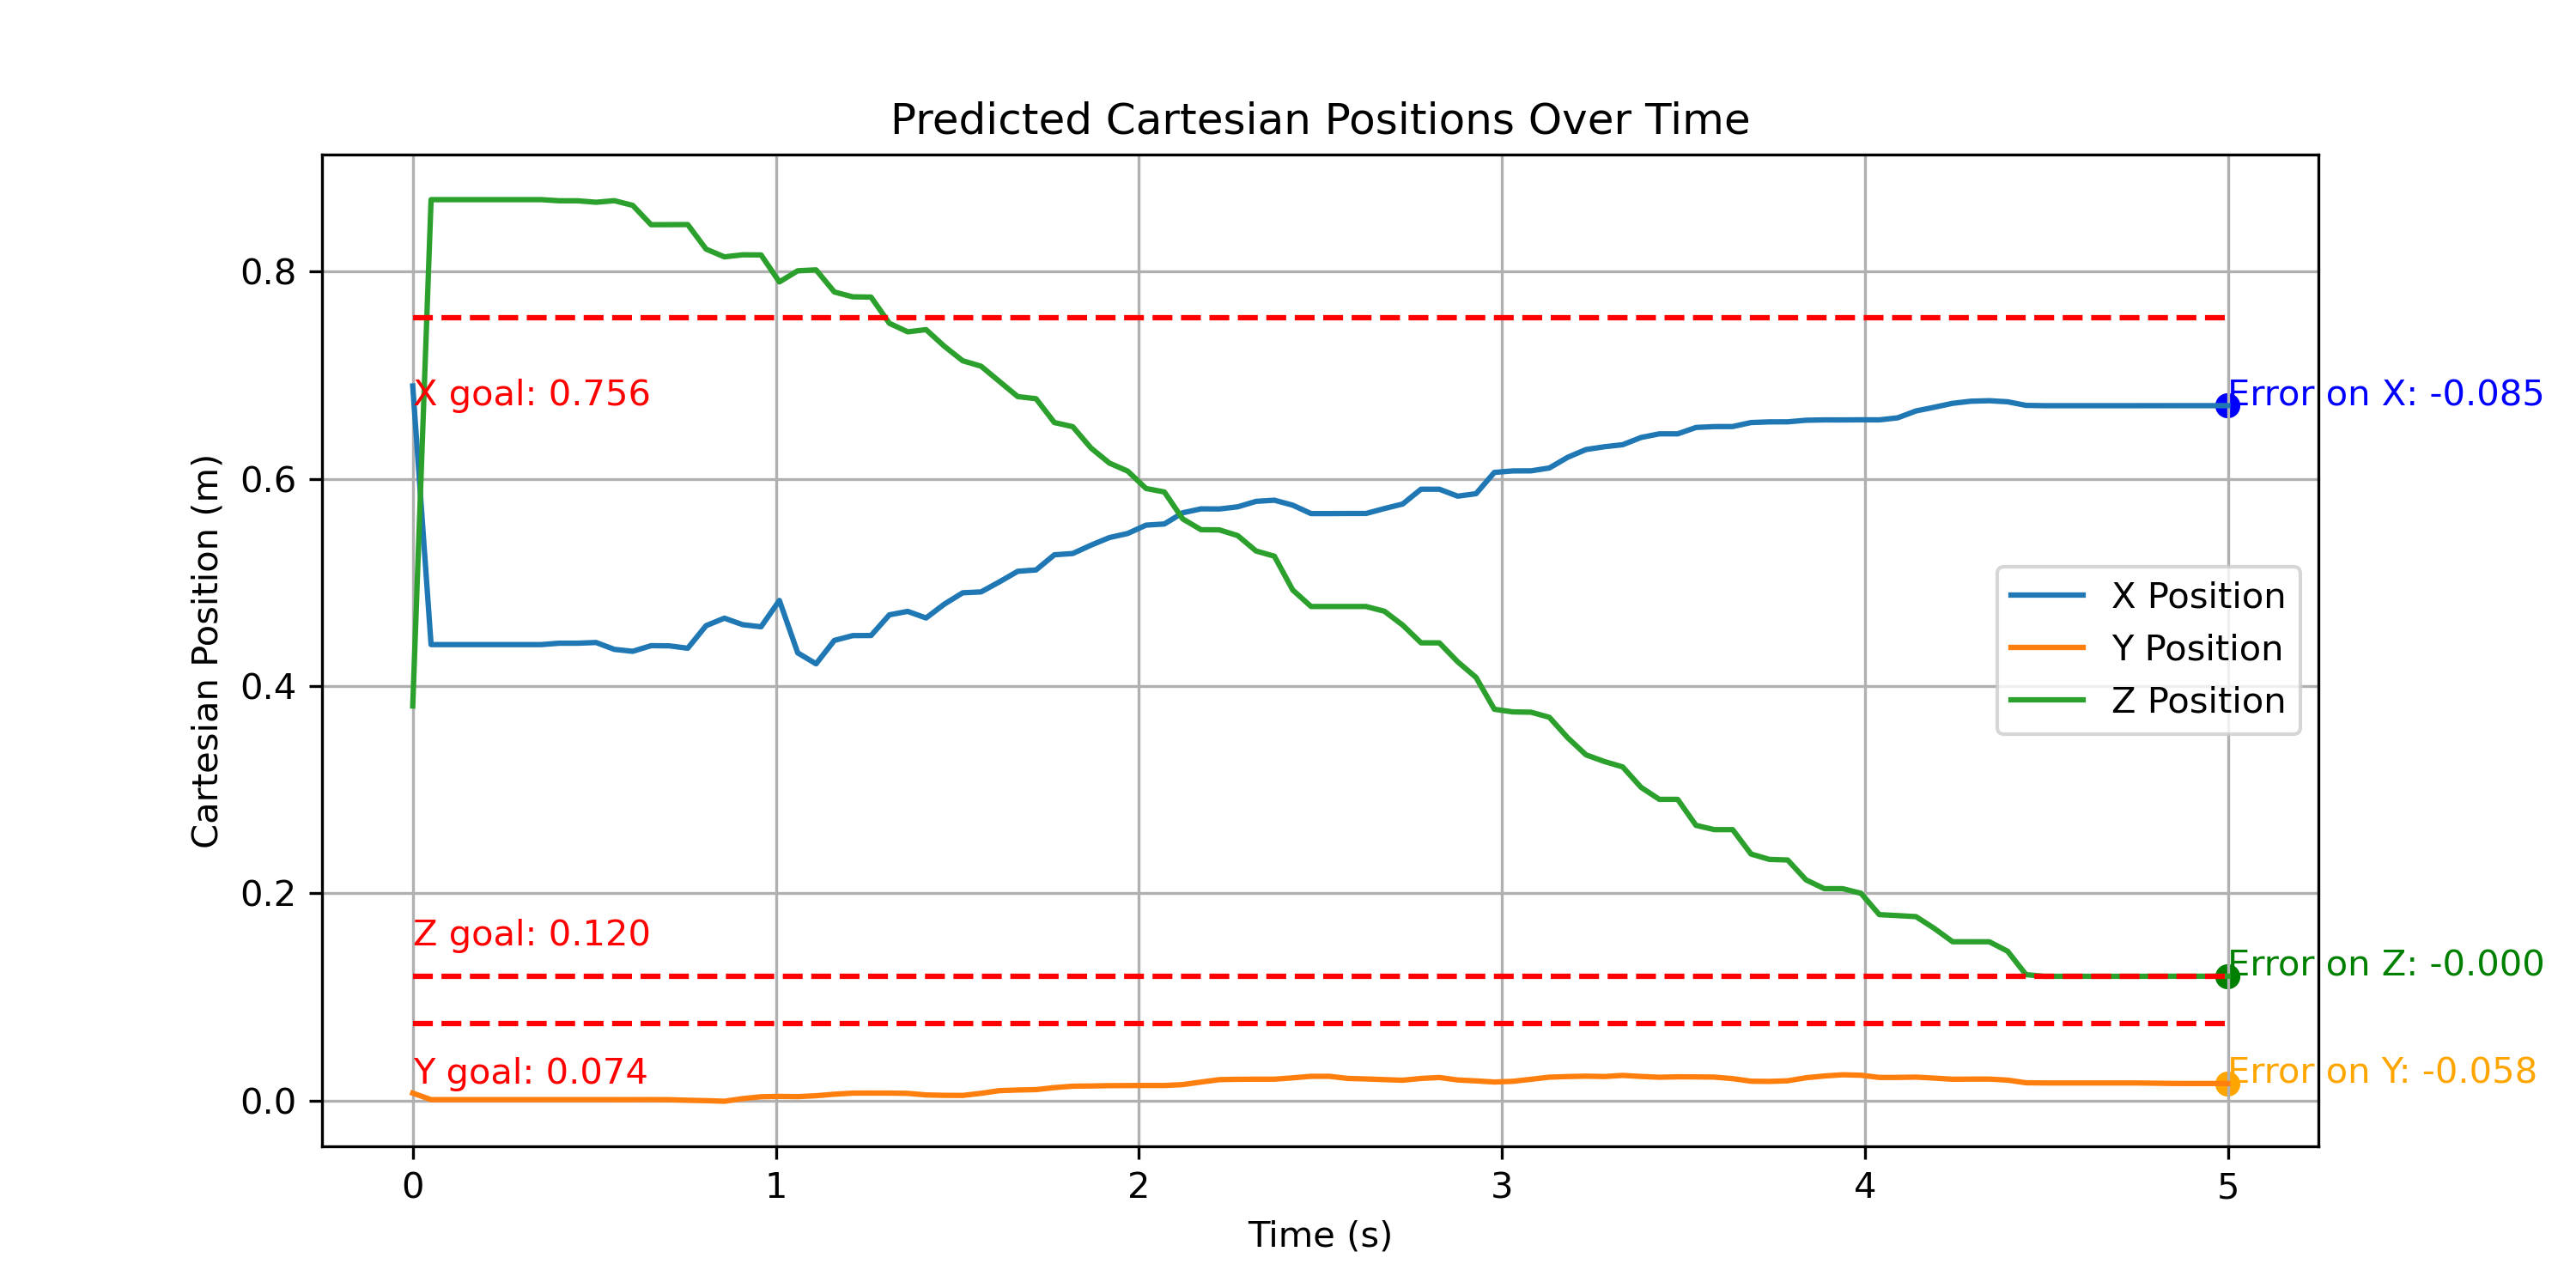 Predicted Cartesian Positions Over Time
Cartesian Position (m)
0.8
0.6
0.4
0.2
0.0
X goal: 0.756
Error on X: -0.085
X Position
Y Position
Z Position
Z goal: 0.120
Error on Z: -0.000
Y goal: 0.074
Error on Y: -0.058
0 1 2 3 4 5
Time (s)